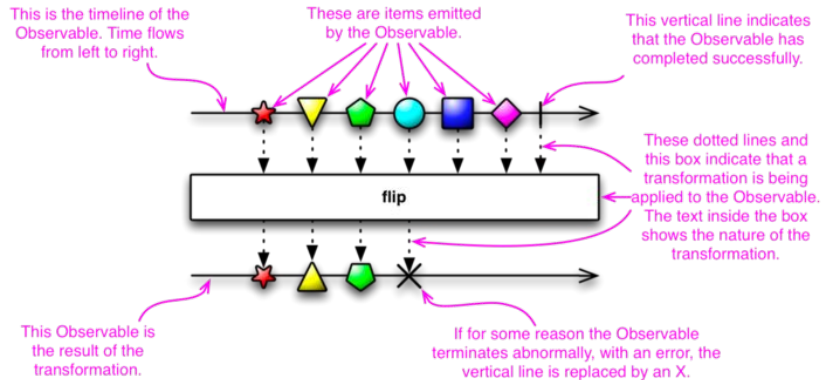 This is the timeline of the
Observable. Time flows
from left to right.
These are items emitted
by the Observable.
This vertical line indicates
that the Observable has
completed successfully.
These dotted lines and
this box indicate that a
transformation is being
applied to the Observable.
The text inside the box
shows the nature of the
transformation.
flip
This Observable is
the result of the
transformation.
If for some reason the Observable
terminates abnormally, with an error, the
vertical line is replaced by an X.